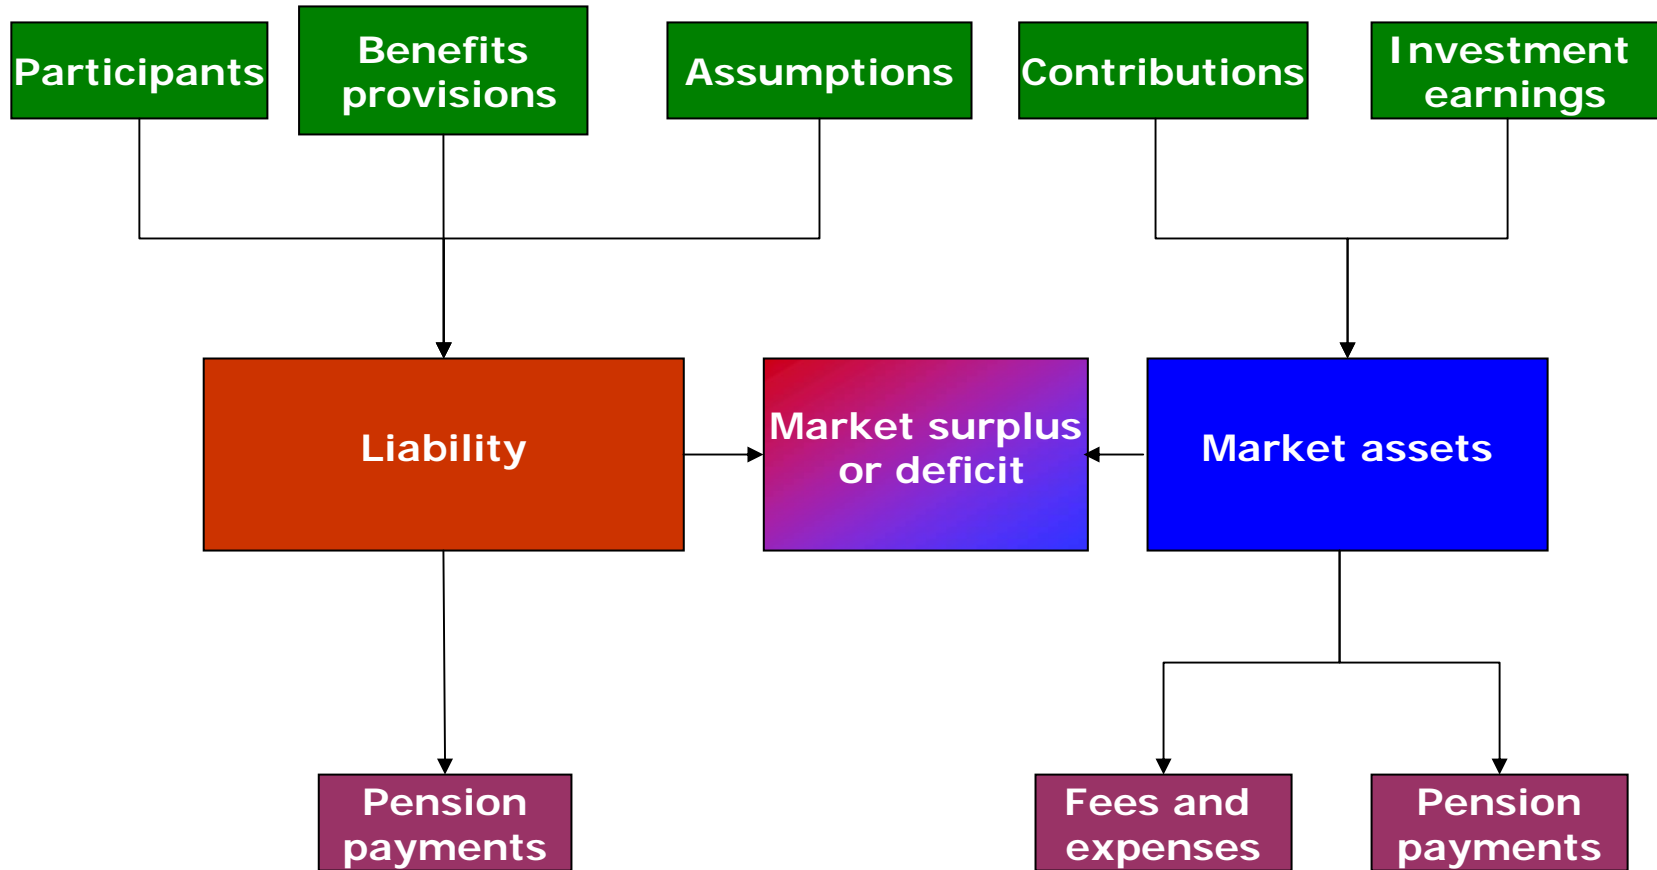 Participants
Benefits
provisions
Assumptions
Contributions
Investment
earnings
Liability
Market surplus
or deficit
Market assets
Pension
payments
Fees and
expenses
Pension
payments